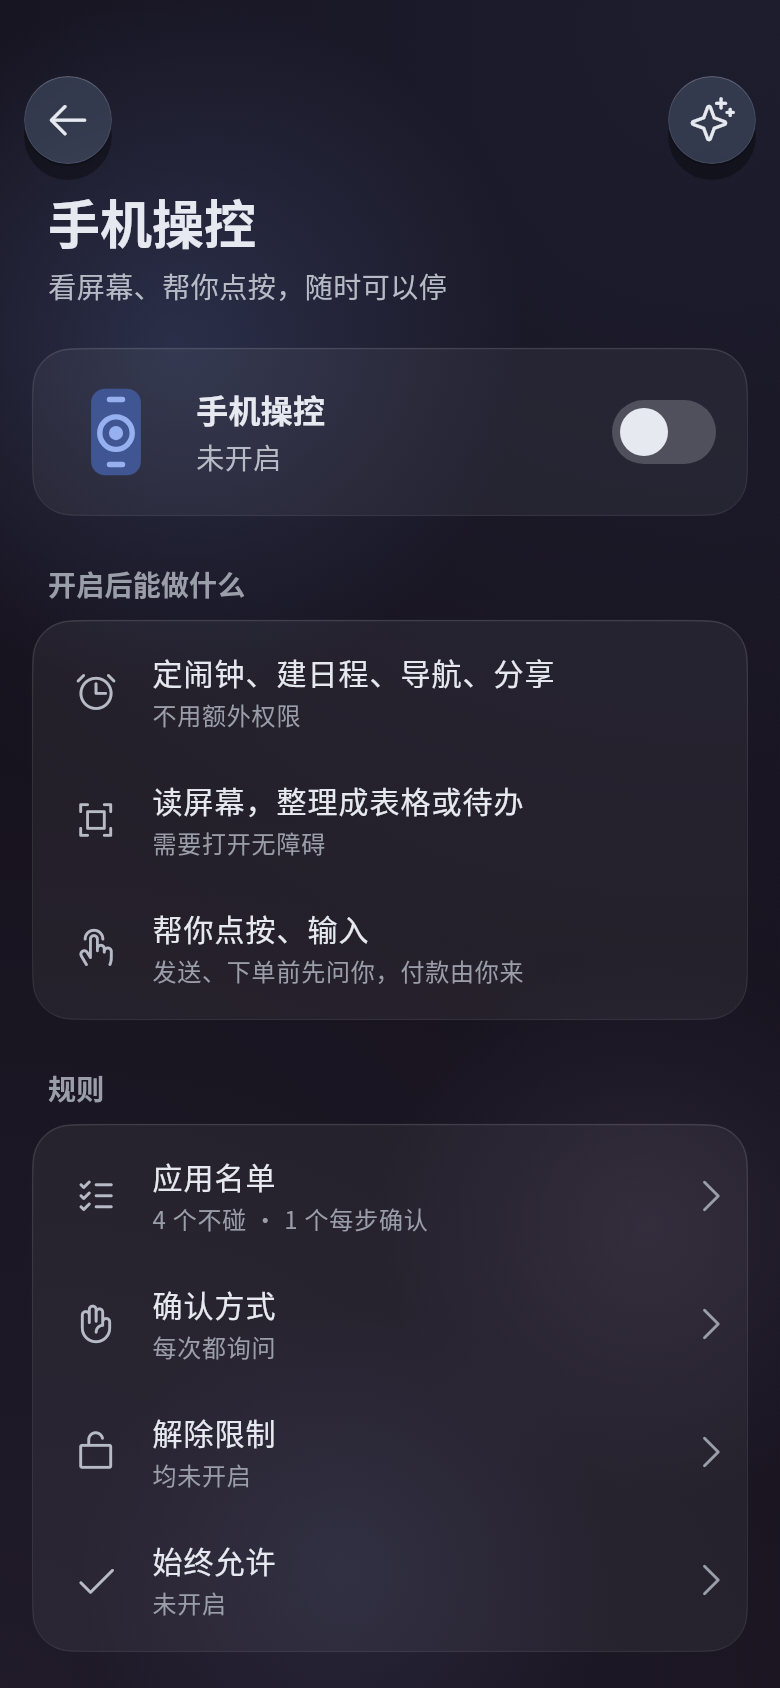 手机操控
看屏幕、帮你点按，随时可以停
手机操控
未开启
开启后能做什么
定闹钟、建日程、导航、分享
不用额外权限
读屏幕，整理成表格或待办
需要打开无障碍
帮你点按、输入
发送、下单前先问你，付款由你来
规则
应用名单
4 个不碰 · 1 个每步确认
确认方式
每次都询问
解除限制
均未开启
始终允许
未开启